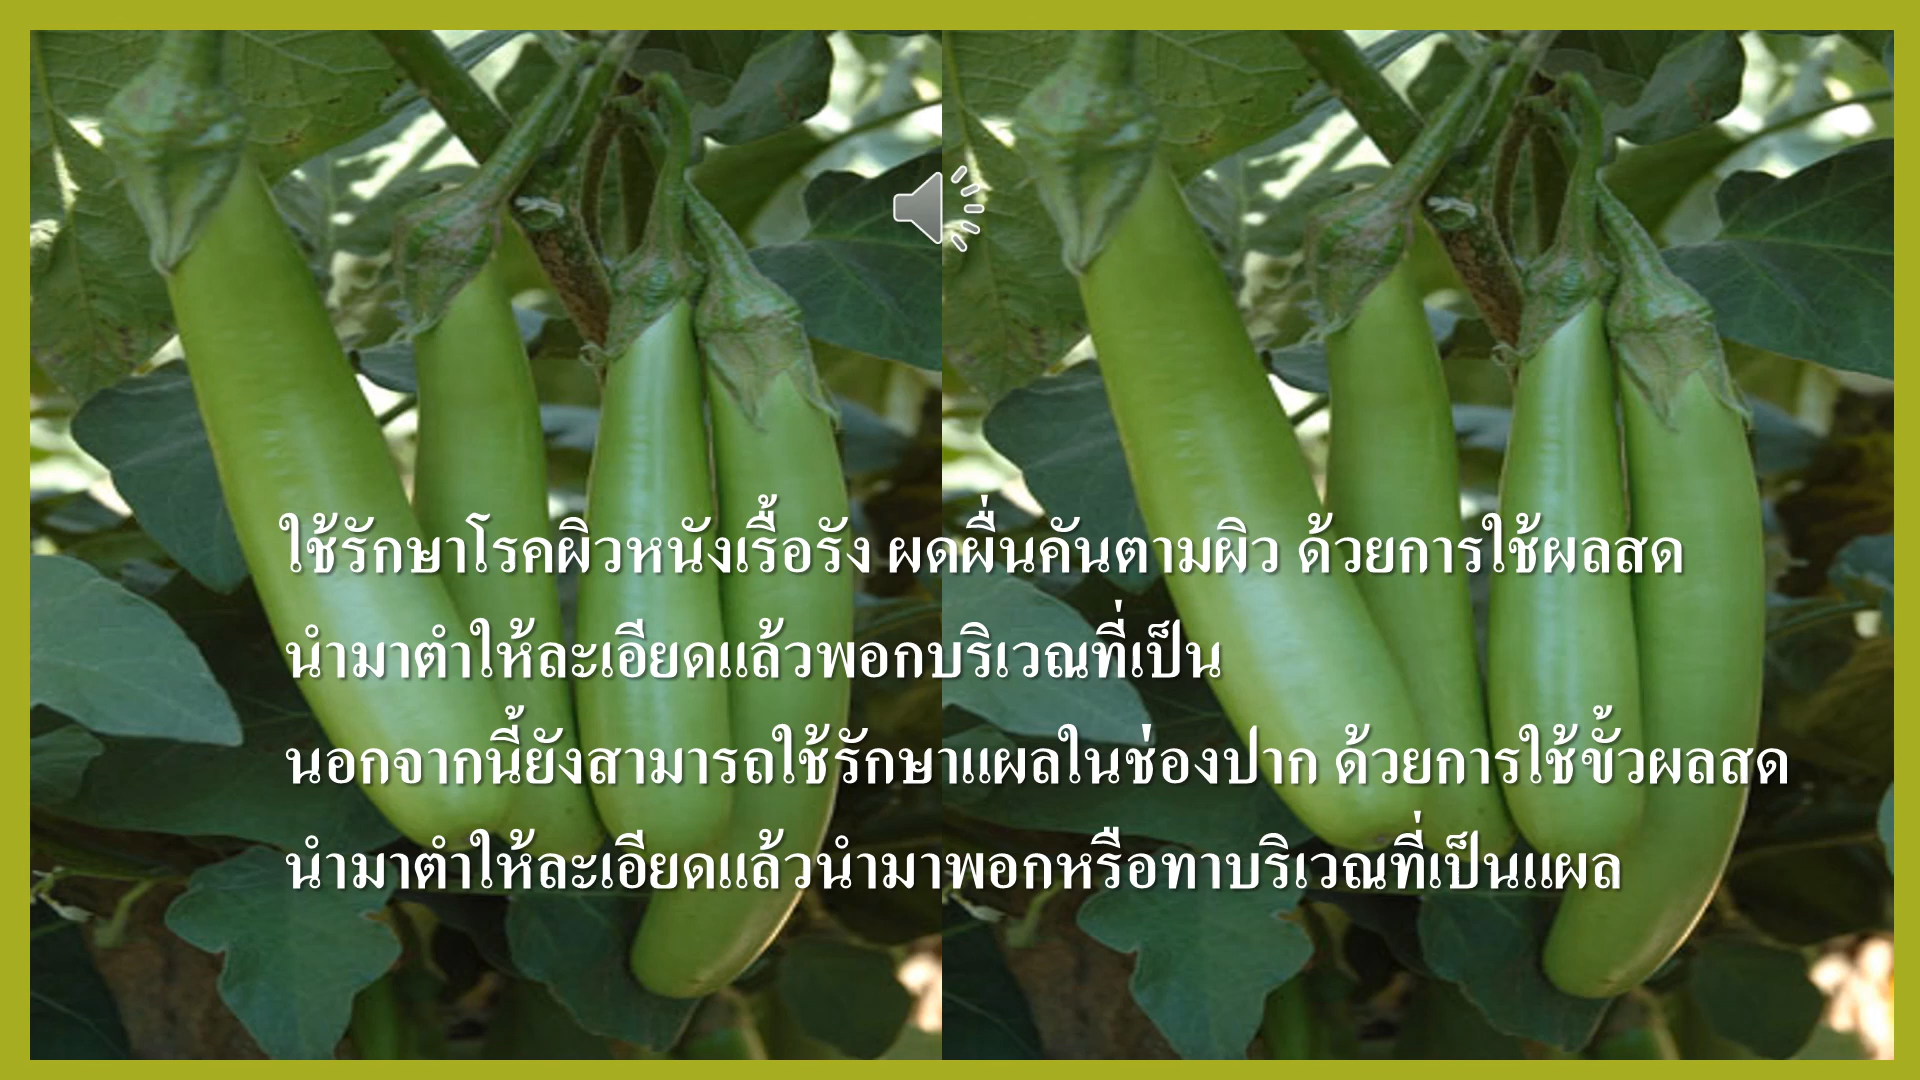 ใช้รักษาโรคผิวหนังเรื้อรัง ผดผื่นคันตามผิว ด้วยการใช้ผลสด
นำมาตำให้ละเอียดแล้วพอกบริเวณที่เป็น
นอกจากนี้ยังสามารถใช้รักษาแผลในช่องปาก ด้วยการใช้ขั้วผลสด
นำมาตำให้ละเอียดแล้วนำมาพอกหรือทาบริเวณที่เป็นแผล